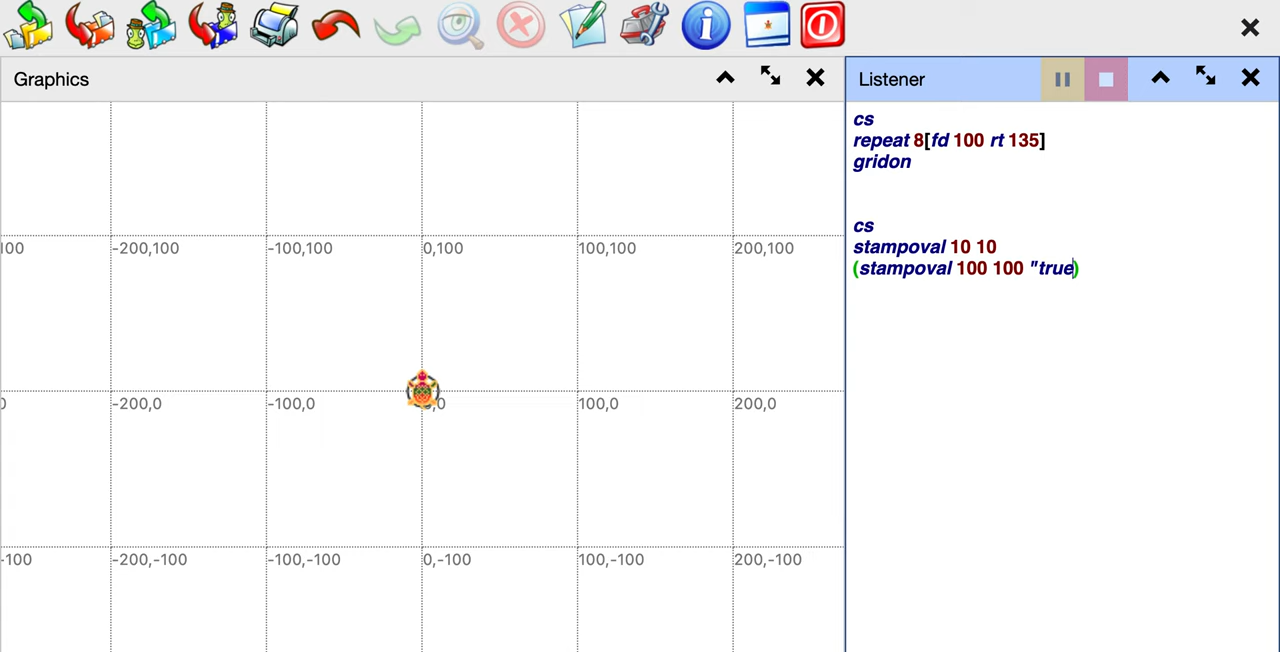 Graphics
Listener
cs
repeat 8[fd 100 rt 135]
gridon
cs
stampoval 10 10
(stampoval 100 100 "true)
100 -200,100 -100,100 0,100 100,100 200,100
0 -200,0 -100,0 0,0 100,0 200,0
-100 -200,-100 -100,-100 0,-100 100,-100 200,-100